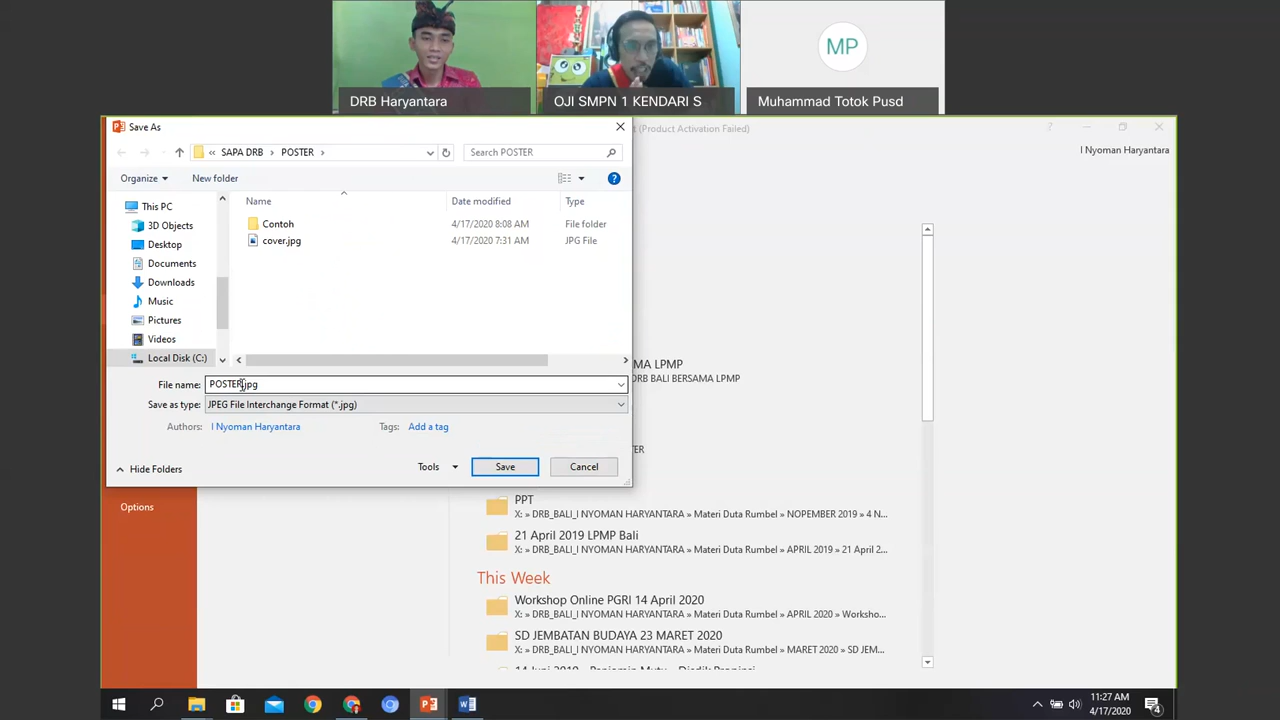 MP
DRB Haryantara
OJI SMPN 1 KENDARI S
Muhammad Totok Pusd
Save As
t (Product Activation Failed)
?
I Nyoman Haryantara
« SAPA DRB › POSTER ›
Search POSTER
Organize
New folder
Name
Date modified
Type
This PC
3D Objects
Desktop
Documents
Downloads
Music
Pictures
Videos
Local Disk (C:)
Contoh
4/17/2020 8:08 AM
File folder
cover.jpg
4/17/2020 7:31 AM
JPG File
File name:
POSTER.jpg
Save as type:
JPEG File Interchange Format (*.jpg)
Authors:
I Nyoman Haryantara
Tags:
Add a tag
Hide Folders
Tools
Save
Cancel
MA LPMP
DRB BALI BERSAMA LPMP
TER
Options
PPT
X: » DRB_BALI_I NYOMAN HARYANTARA » Materi Duta Rumbel » NOPEMBER 2019 » 4 N...
21 April 2019 LPMP Bali
X: » DRB_BALI_I NYOMAN HARYANTARA » Materi Duta Rumbel » APRIL 2019 » 21 April 2...
This Week
Workshop Online PGRI 14 April 2020
X: » DRB_BALI_I NYOMAN HARYANTARA » Materi Duta Rumbel » APRIL 2020 » Worksho...
SD JEMBATAN BUDAYA 23 MARET 2020
X: » DRB_BALI_I NYOMAN HARYANTARA » Materi Duta Rumbel » MARET 2020 » SD JEM...
11:27 AM
4/17/2020
4